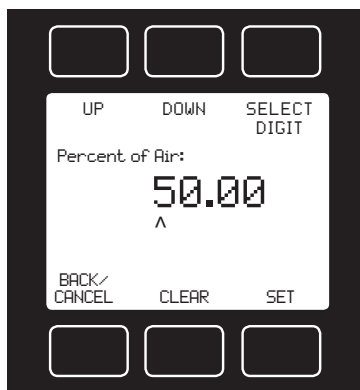 UP DOWN SELECT
DIGIT
Percent of Air:
50.00
^
BACK/
CANCEL CLEAR SET